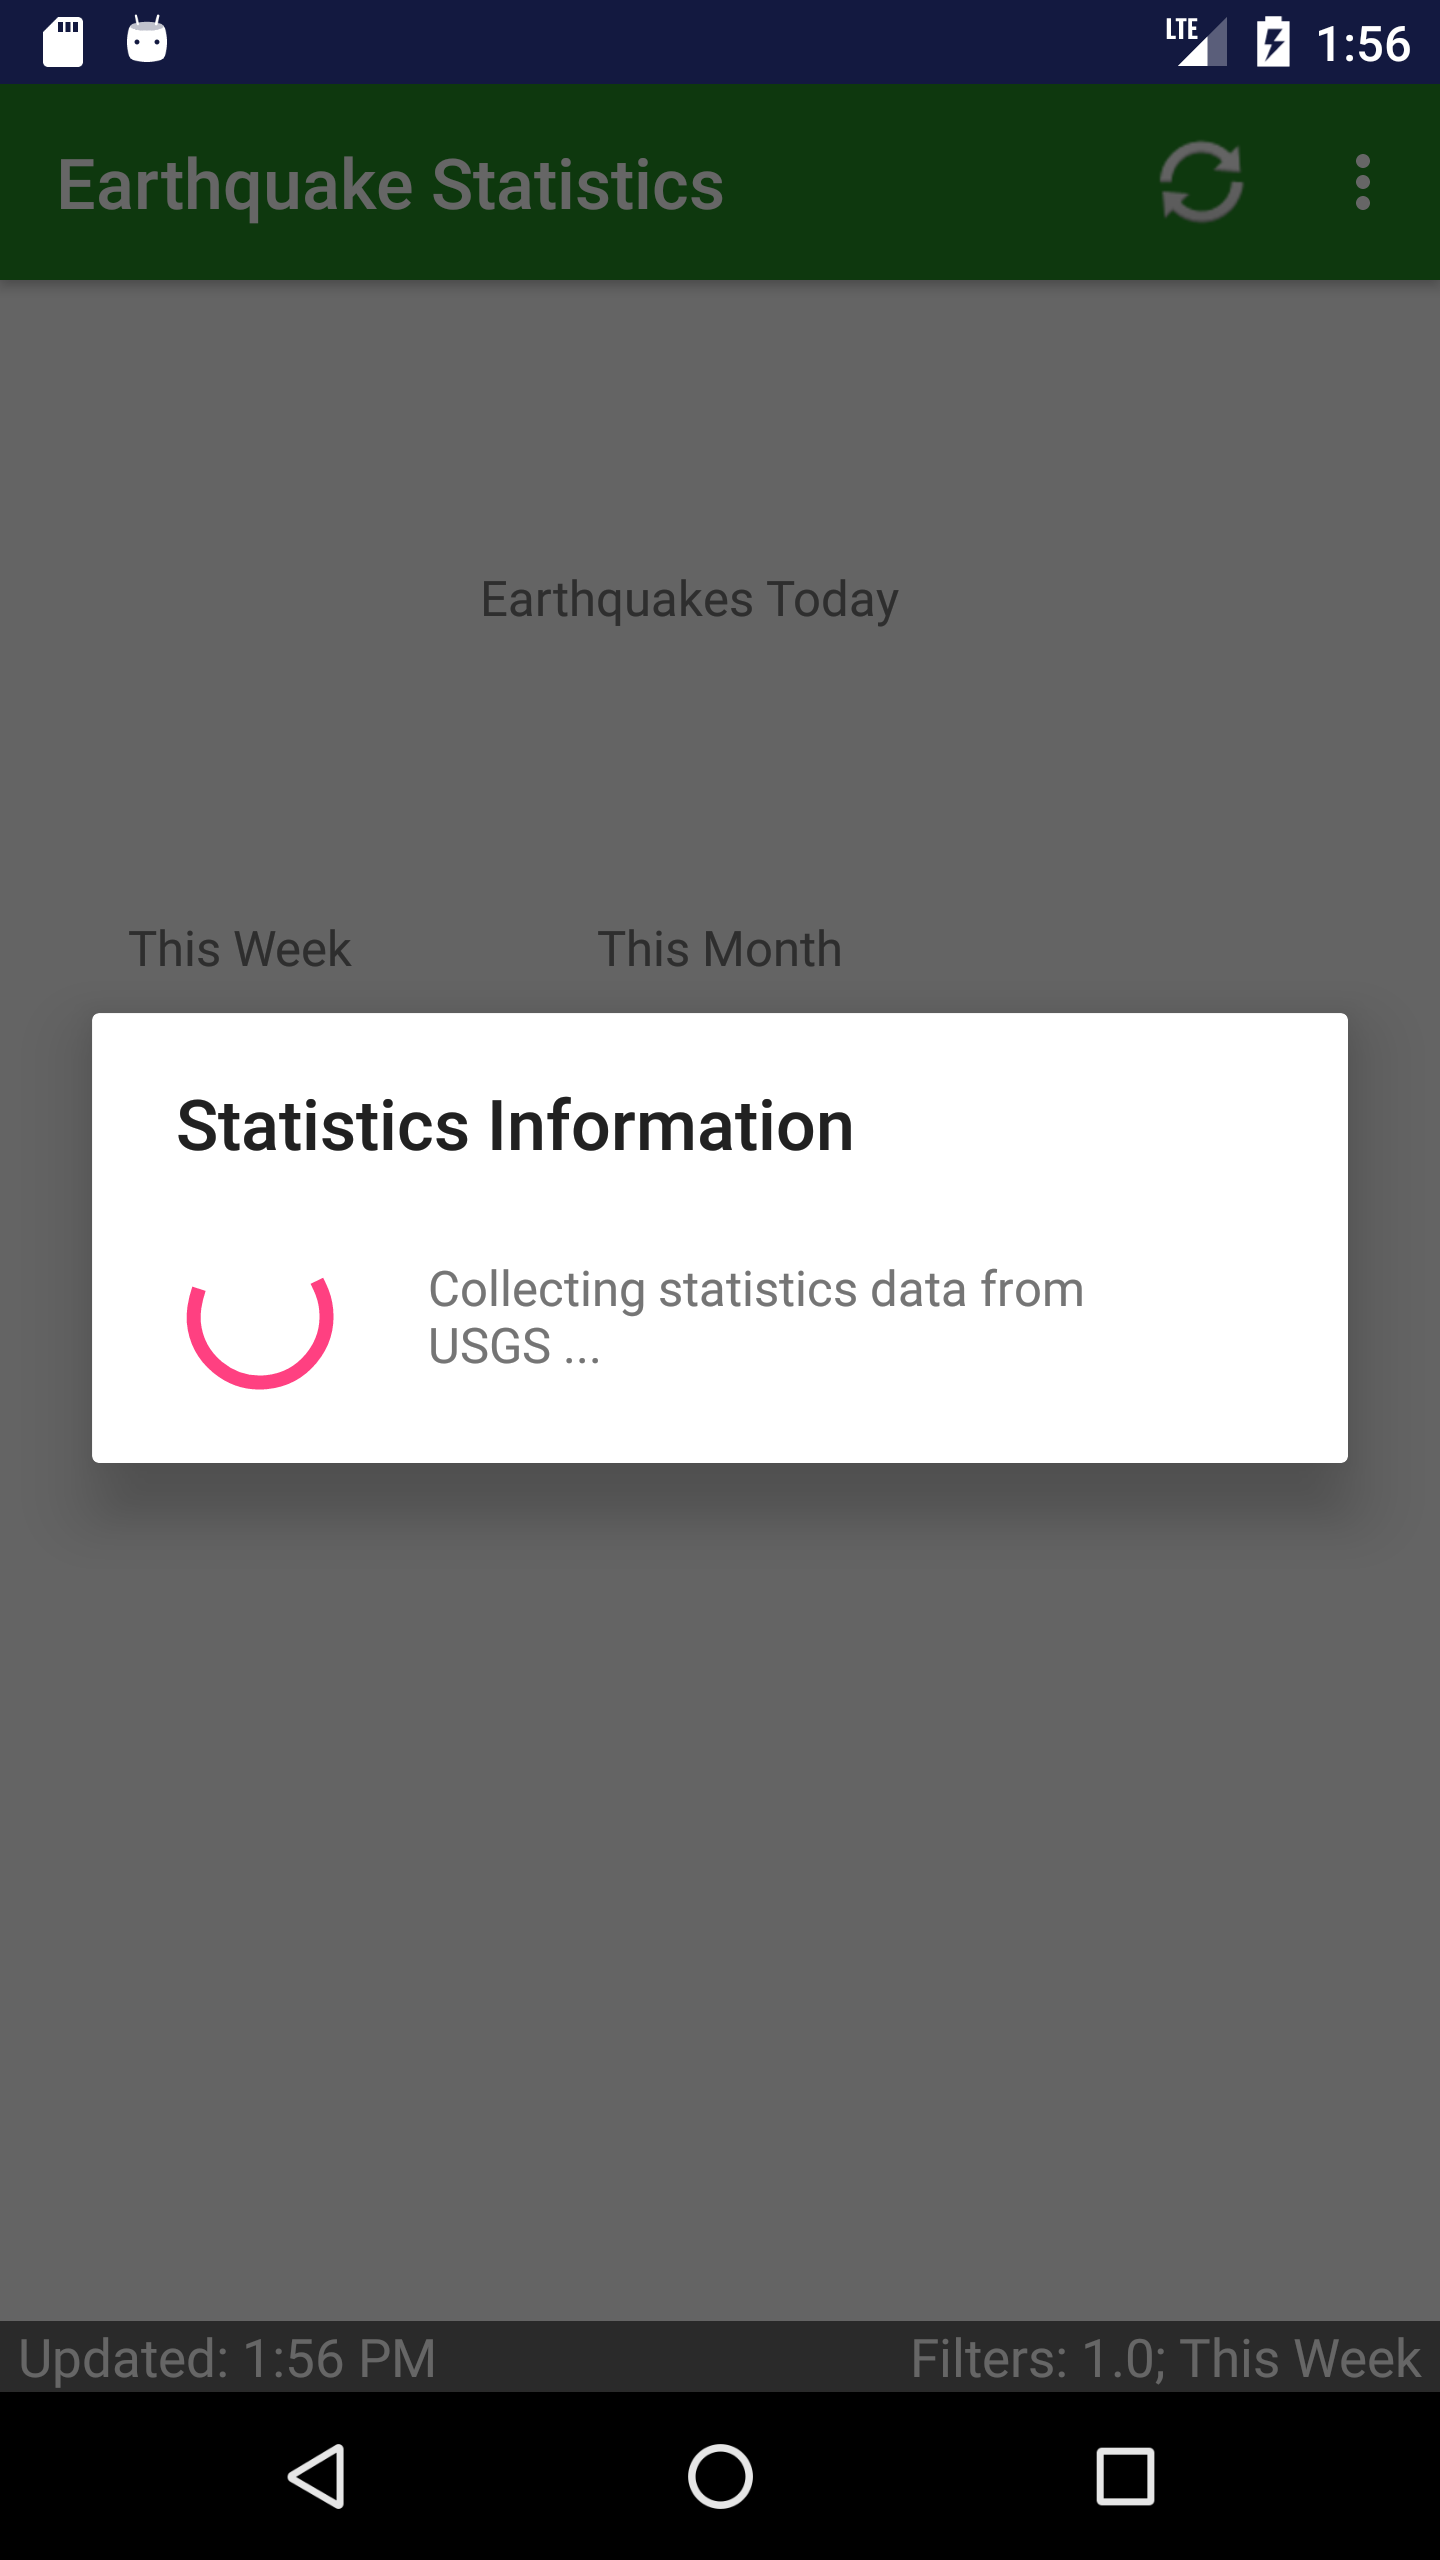 LTE 1:56
Earthquake Statistics
Earthquakes Today
This Week This Month
Statistics Information
Collecting statistics data from
USGS ...
Updated: 1:56 PM Filters: 1.0; This Week